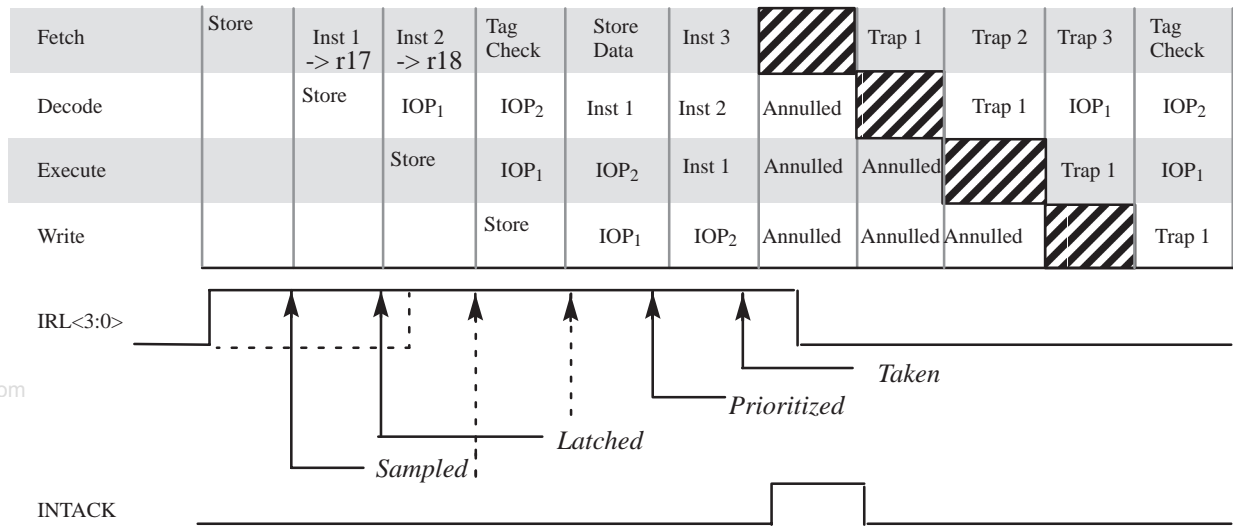 Fetch Store Inst 1 -> r17 Inst 2 -> r18 Tag Check Store Data Inst 3 Trap 1 Trap 2 Trap 3 Tag Check
Decode Store IOP1 IOP2 Inst 1 Inst 2 Annulled Trap 1 IOP1 IOP2
Execute Store IOP1 IOP2 Inst 1 Annulled Annulled Trap 1 IOP1
Write Store IOP1 IOP2 Annulled Annulled Annulled Trap 1
IRL<3:0>
Taken
om
Prioritized
Latched
Sampled
INTACK